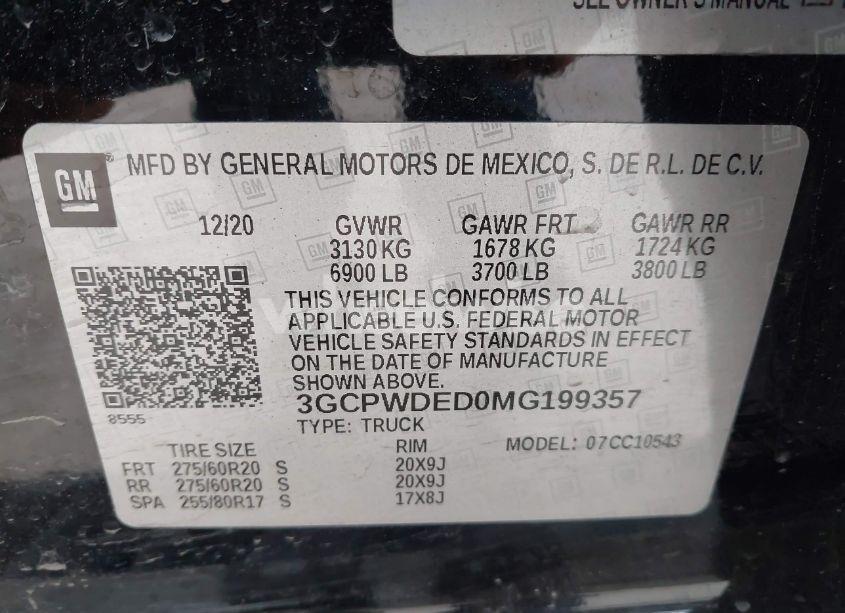 SEE OWNER'S MANUAL
GM
MFD BY GENERAL MOTORS DE MEXICO, S. DE R.L. DE C.V.
12/20 GVWR GAWR FRT GAWR RR
3130 KG 1678 KG 1724 KG
6900 LB 3700 LB 3800 LB
THIS VEHICLE CONFORMS TO ALL
APPLICABLE U.S. FEDERAL MOTOR
VEHICLE SAFETY STANDARDS IN EFFECT
ON THE DATE OF MANUFACTURE
SHOWN ABOVE.
3GCPWDED0MG199357
8555
TYPE: TRUCK
TIRE SIZE RIM MODEL: 07CC10543
FRT 275/60R20 S 20X9J
RR 275/60R20 S 20X9J
SPA 255/80R17 S 17X8J